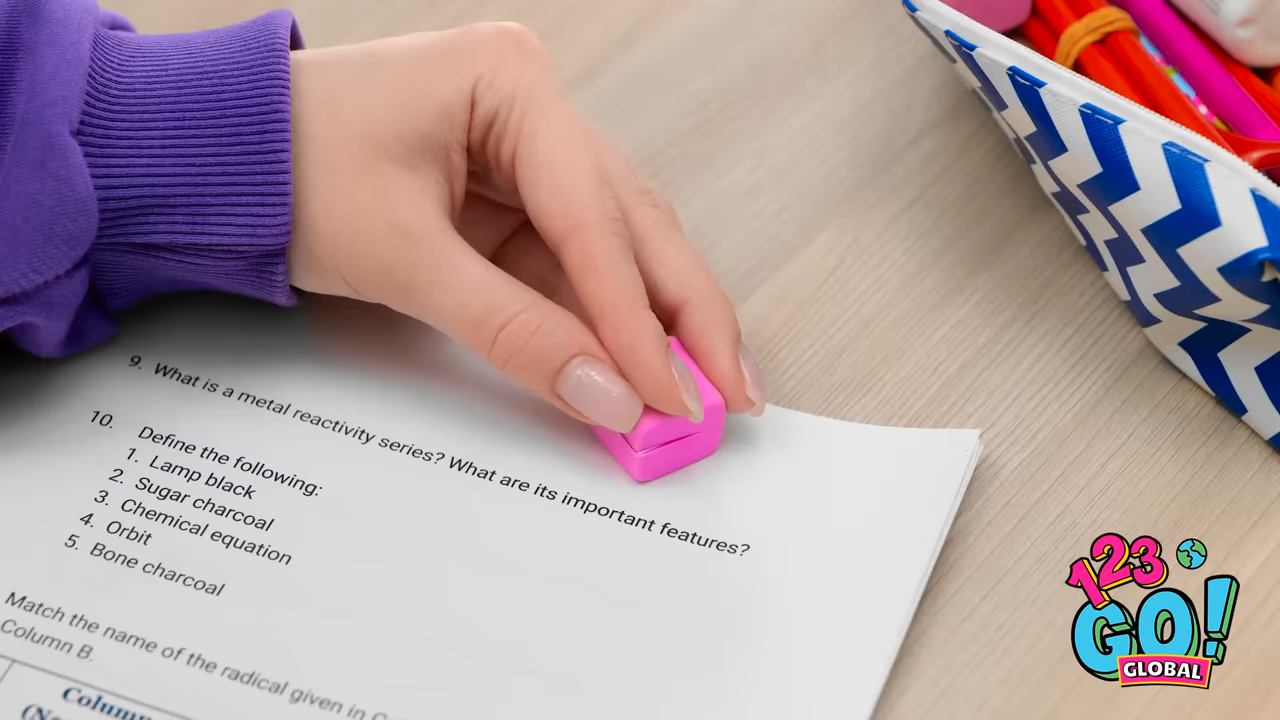 9. What is a metal reactivity series? What are its important features?
10. Define the following:
1. Lamp black
2. Sugar charcoal
3. Chemical equation
4. Orbit
5. Bone charcoal
Match the name of the radical given in
Column B.
Column
123
GO!
GLOBAL